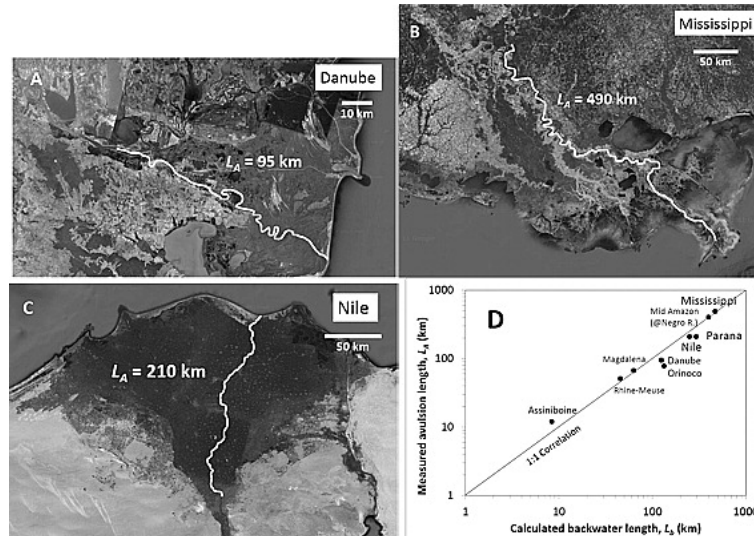 A
Danube
10 km
L_A = 95 km
B
Mississippi
50 km
L_A = 490 km
C
Nile
50 km
L_A = 210 km
D
Measured avulsion length, L_A (km)
1000
100
10
1
Mississippi
Mid Amazon
(@Negro R.)
Parana
Nile
Magdalena
Danube
Orinoco
Rhine-Meuse
Assiniboine
1:1 Correlation
1 10 100 1000
Calculated backwater length, L_b (km)